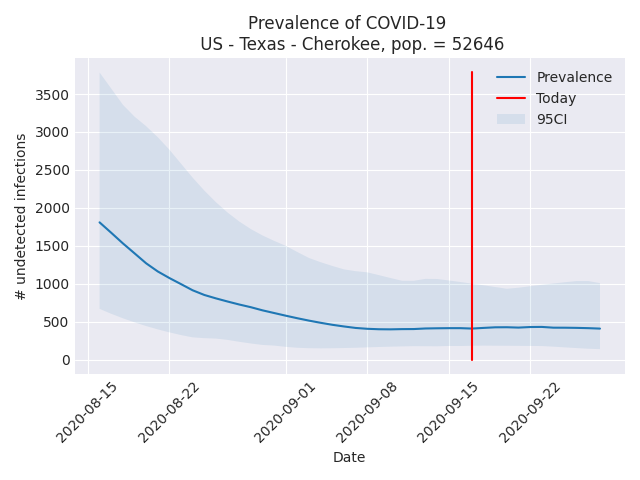 Prevalence of COVID-19
US - Texas - Cherokee, pop. = 52646
Prevalence
Today
95CI
3500
3000
2500
2000
1500
1000
500
0
# undetected infections
2020-08-15
2020-08-22
2020-09-01
2020-09-08
2020-09-15
2020-09-22
Date